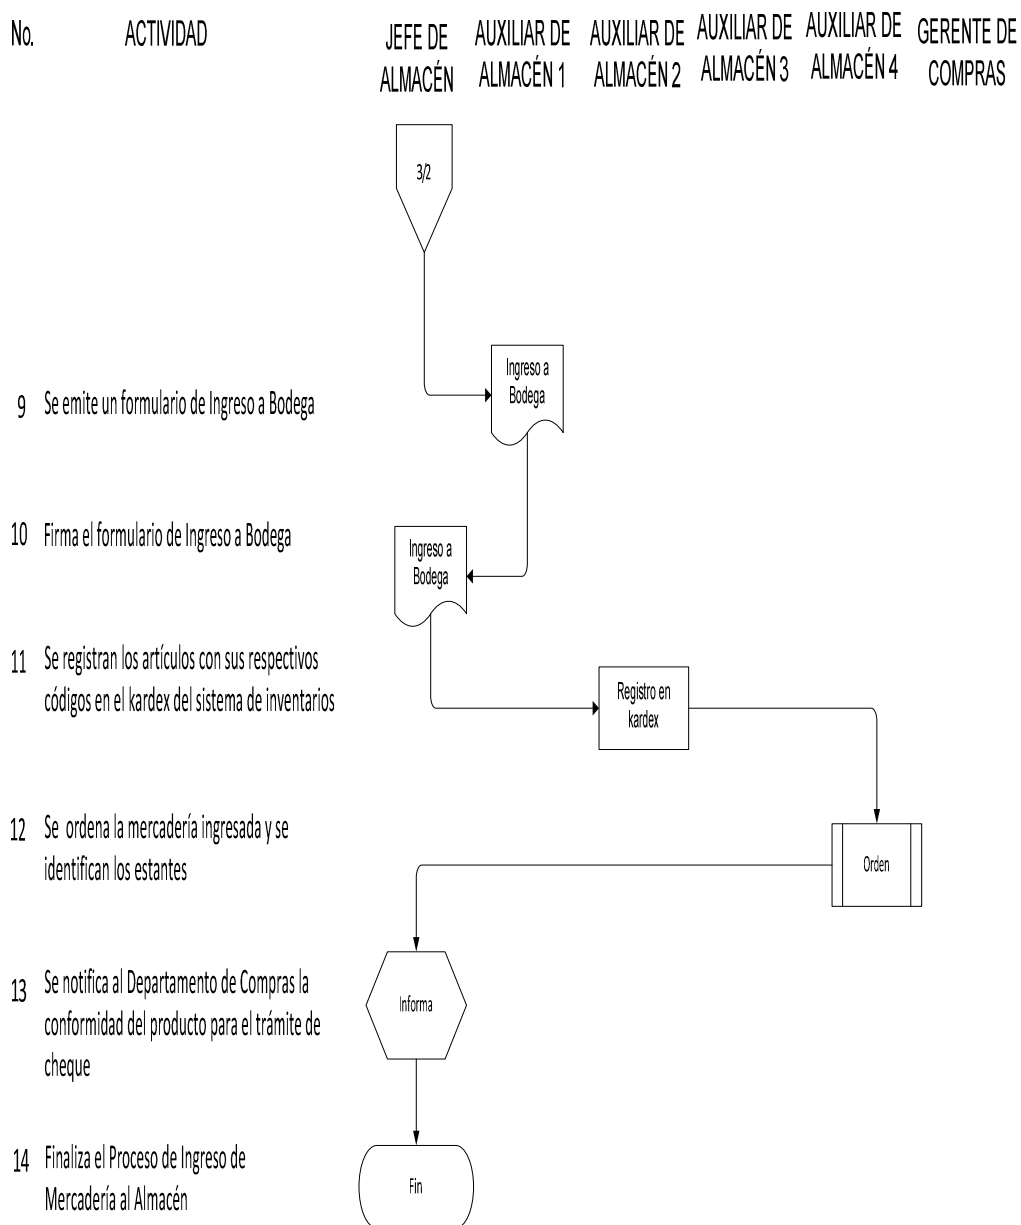 No.
ACTIVIDAD
JEFE DE
ALMACÉN
AUXILIAR DE
ALMACÉN 1
AUXILIAR DE
ALMACÉN 2
AUXILIAR DE
ALMACÉN 3
AUXILIAR DE
ALMACÉN 4
GERENTE DE
COMPRAS
3/2
9 Se emite un formulario de Ingreso a Bodega
Ingreso a
Bodega
10 Firma el formulario de Ingreso a Bodega
Ingreso a
Bodega
11 Se registran los artículos con sus respectivos
códigos en el kardex del sistema de inventarios
Registro en
kardex
12 Se ordena la mercadería ingresada y se
identifican los estantes
Orden
13 Se notifica al Departamento de Compras la
conformidad del producto para el trámite de
cheque
Informa
14 Finaliza el Proceso de Ingreso de
Mercadería al Almacén
Fin